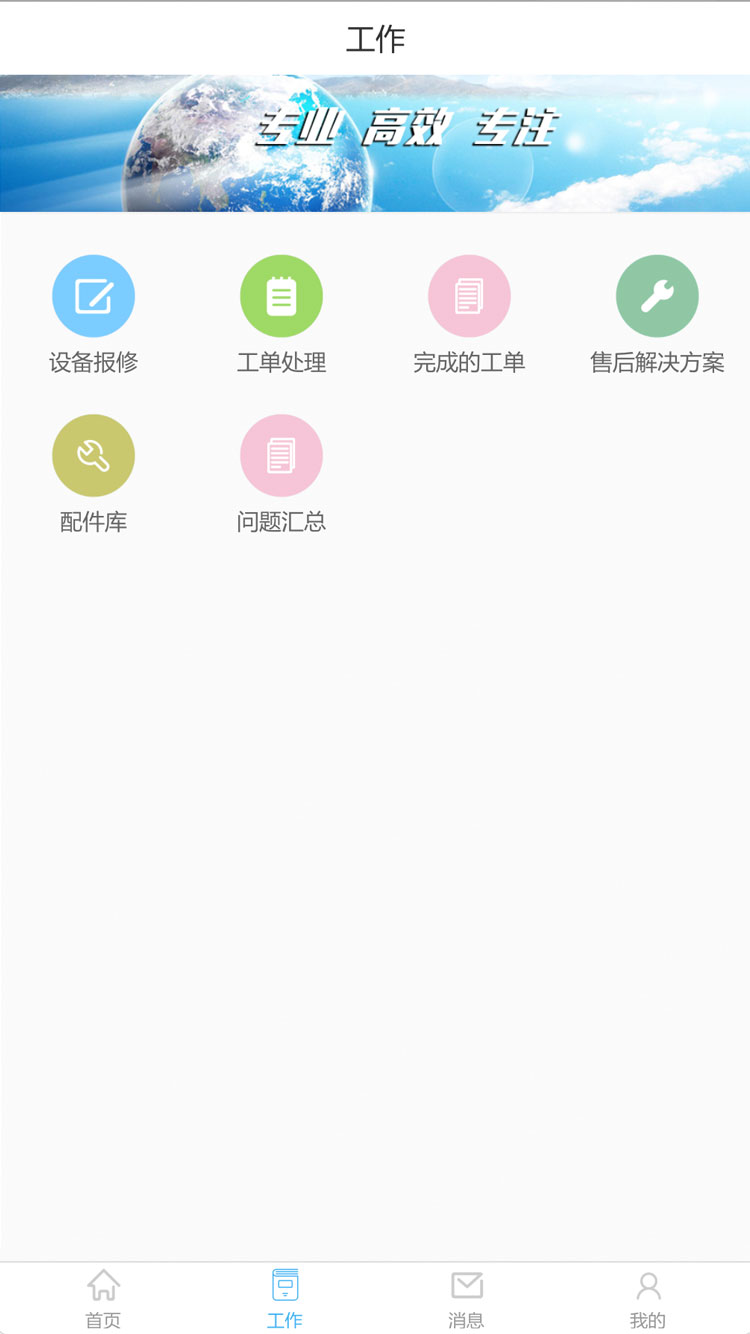 工作
专业 高效 专注
设备报修 工单处理 完成的工单 售后解决方案
配件库 问题汇总
首页 工作 消息 我的